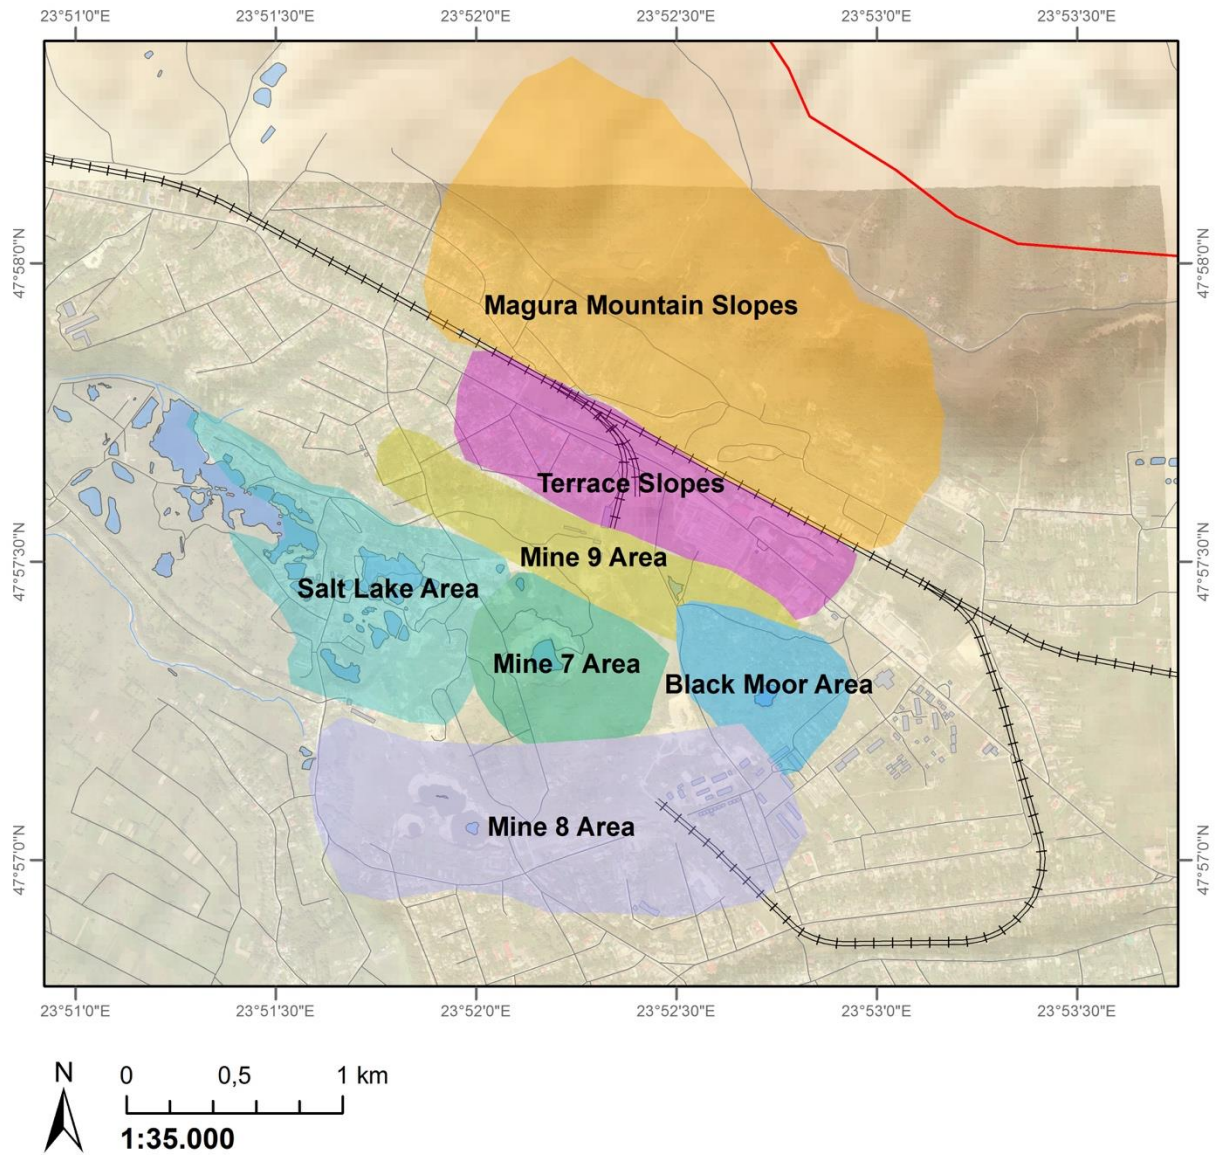 23°51'0"E 23°51'30"E 23°52'0"E 23°52'30"E 23°53'0"E 23°53'30"E
47°58'0"N 47°58'0"N
Magura Mountain Slopes
Terrace Slopes
Mine 9 Area
47°57'30"N 47°57'30"N
Salt Lake Area
Mine 7 Area
Black Moor Area
Mine 8 Area
47°57'0"N 47°57'0"N
23°51'0"E 23°51'30"E 23°52'0"E 23°52'30"E 23°53'0"E 23°53'30"E
N 0 0,5 1 km
1:35.000